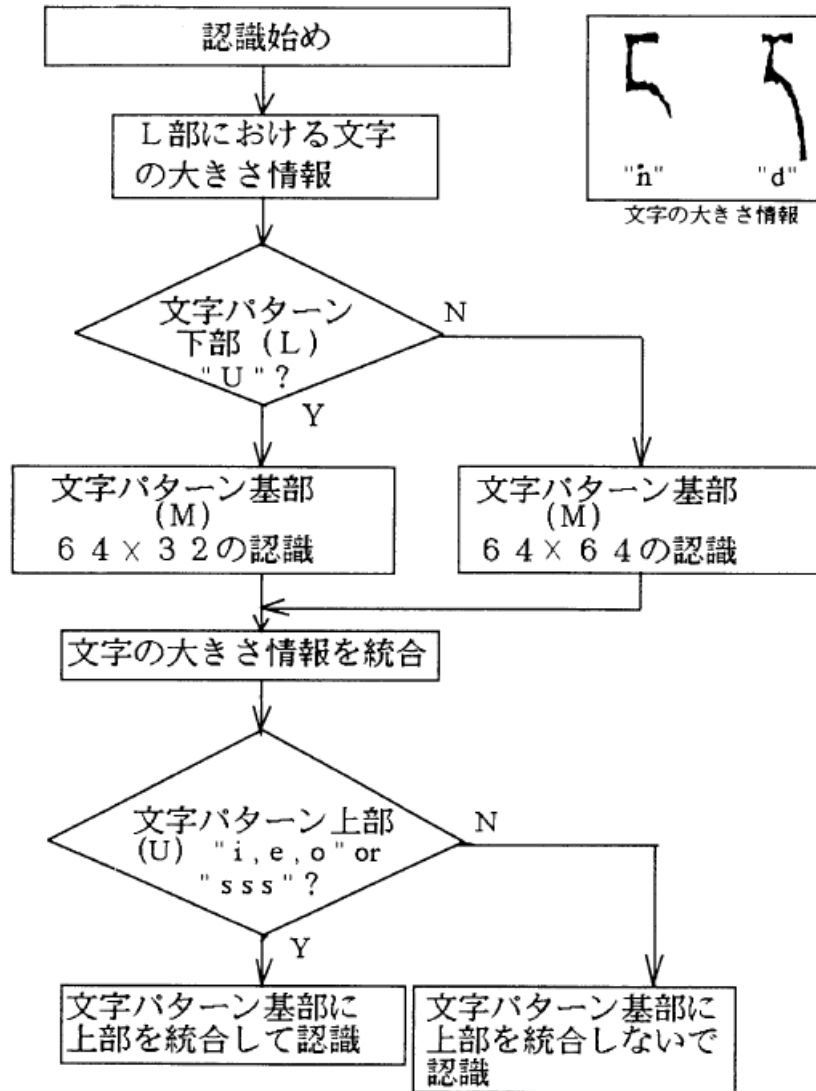 認識始め
L部における文字
の大きさ情報
"ṅ" "d"
文字の大きさ情報
文字パターン
下部 (L)
"U"?
N
Y
文字パターン基部
(M)
64×32の認識
文字パターン基部
(M)
64×64の認識
文字の大きさ情報を統合
文字パターン上部
(U) "i,e,o" or
"sss"?
N
Y
文字パターン基部に
上部を統合して認識
文字パターン基部に
上部を統合しないで
認識